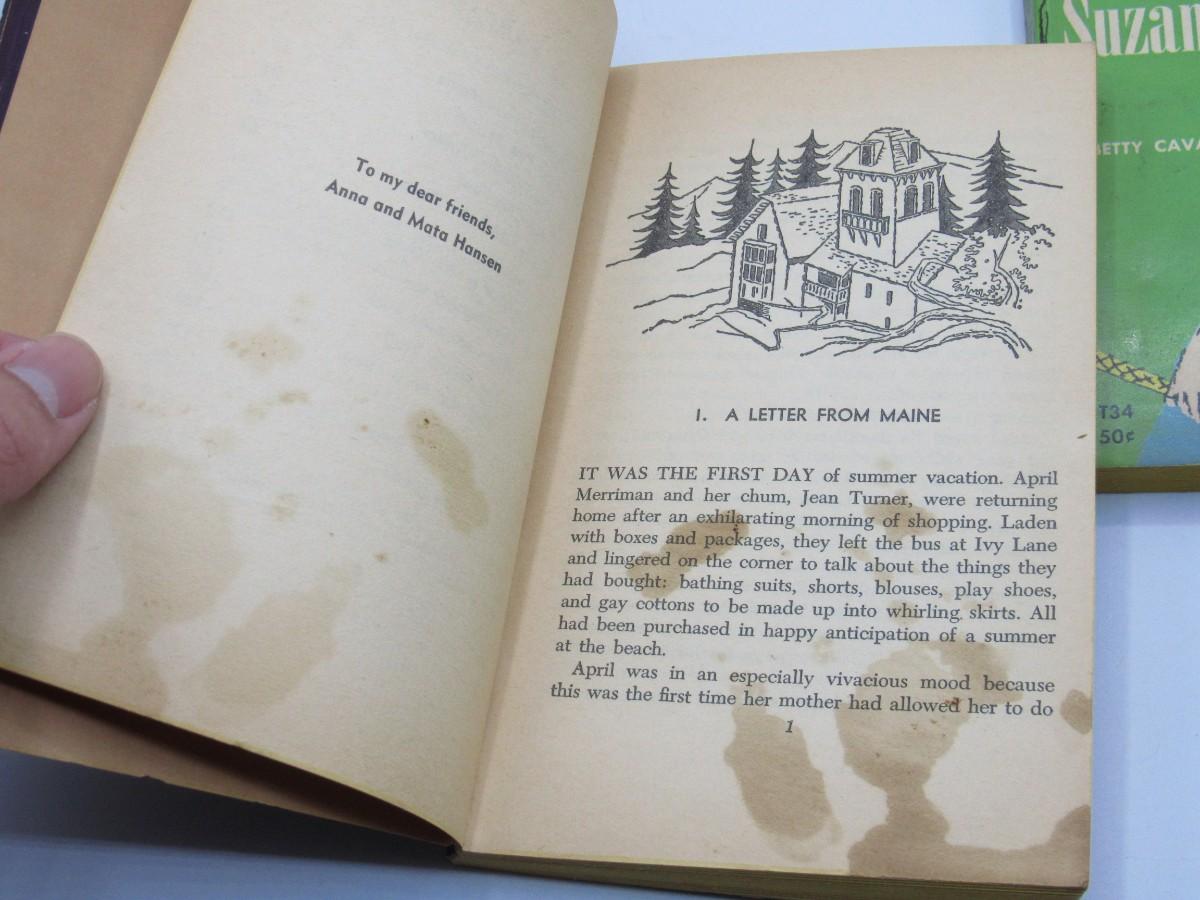 To my dear friends,
Anna and Mata Hansen
1. A LETTER FROM MAINE
IT WAS THE FIRST DAY of summer vacation. April
Merriman and her chum, Jean Turner, were returning
home after an exhilarating morning of shopping. Laden
with boxes and packages, they left the bus at Ivy Lane
and lingered on the corner to talk about the things they
had bought: bathing suits, shorts, blouses, play shoes,
and gay cottons to be made up into whirling skirts. All
had been purchased in happy anticipation of a summer
at the beach.
April was in an especially vivacious mood because
this was the first time her mother had allowed her to do
1
Suzan
BETTY CAVA
T34
50¢